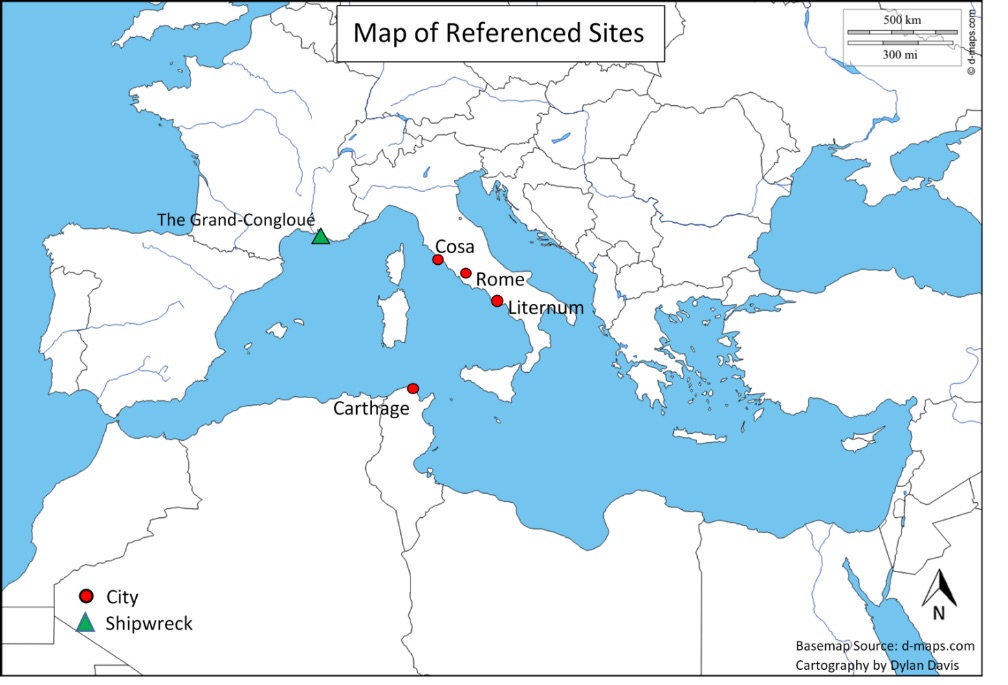 Map of Referenced Sites
500 km
300 mi
© d-maps.com
The Grand-Congloué
Cosa
Rome
Liternum
Carthage
City
Shipwreck
N
Basemap Source: d-maps.com
Cartography by Dylan Davis